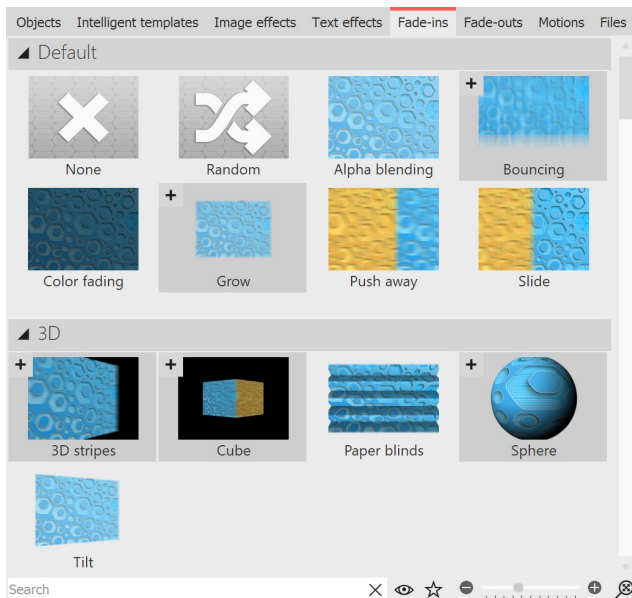 Objects Intelligent templates Image effects Text effects Fade-ins Fade-outs Motions Files
Default
None Random Alpha blending Bouncing
Color fading Grow Push away Slide
3D
3D stripes Cube Paper blinds Sphere
Tilt
Search